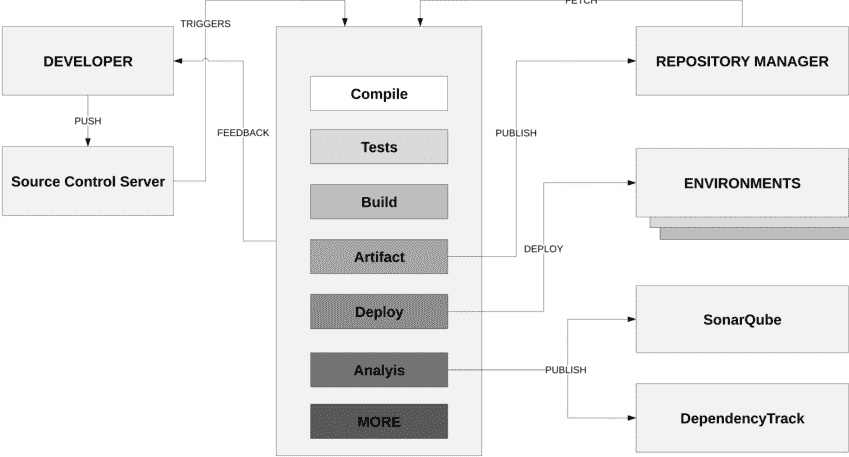 FETCH
TRIGGERS
DEVELOPER
REPOSITORY MANAGER
Compile
PUSH
FEEDBACK
PUBLISH
Tests
Source Control Server
ENVIRONMENTS
Build
DEPLOY
Artifact
Deploy
SonarQube
Analyis
PUBLISH
MORE
DependencyTrack